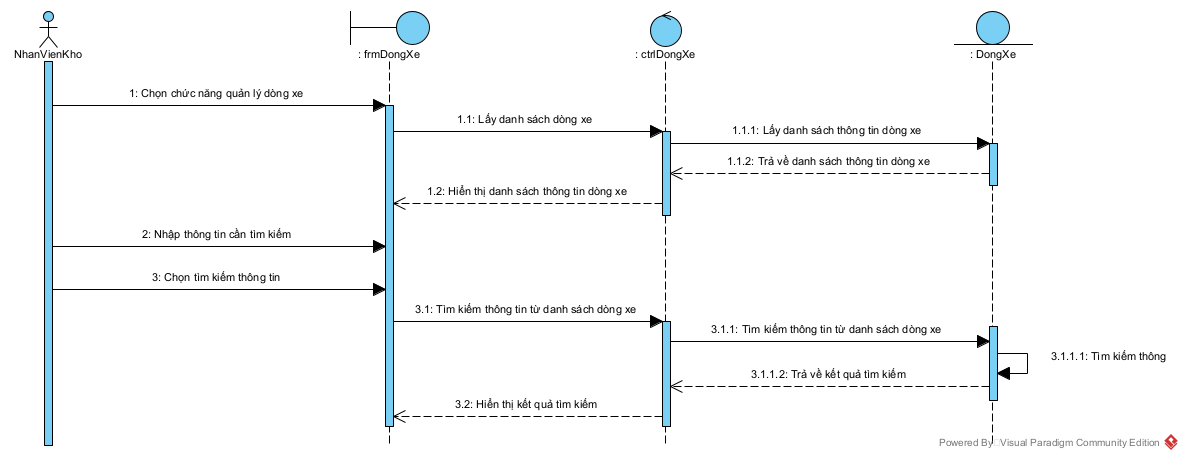 NhanVienKho
: frmDongXe
: ctrlDongXe
: DongXe
1: Chọn chức năng quản lý dòng xe
1.1: Lấy danh sách dòng xe
1.1.1: Lấy danh sách thông tin dòng xe
1.1.2: Trả về danh sách thông tin dòng xe
1.2: Hiển thị danh sách thông tin dòng xe
2: Nhập thông tin cần tìm kiếm
3: Chọn tìm kiếm thông tin
3.1: Tìm kiếm thông tin từ danh sách dòng xe
3.1.1: Tìm kiếm thông tin từ danh sách dòng xe
3.1.1.1: Tìm kiếm thông
3.1.1.2: Trả về kết quả tìm kiếm
3.2: Hiển thị kết quả tìm kiếm
Powered By Visual Paradigm Community Edition